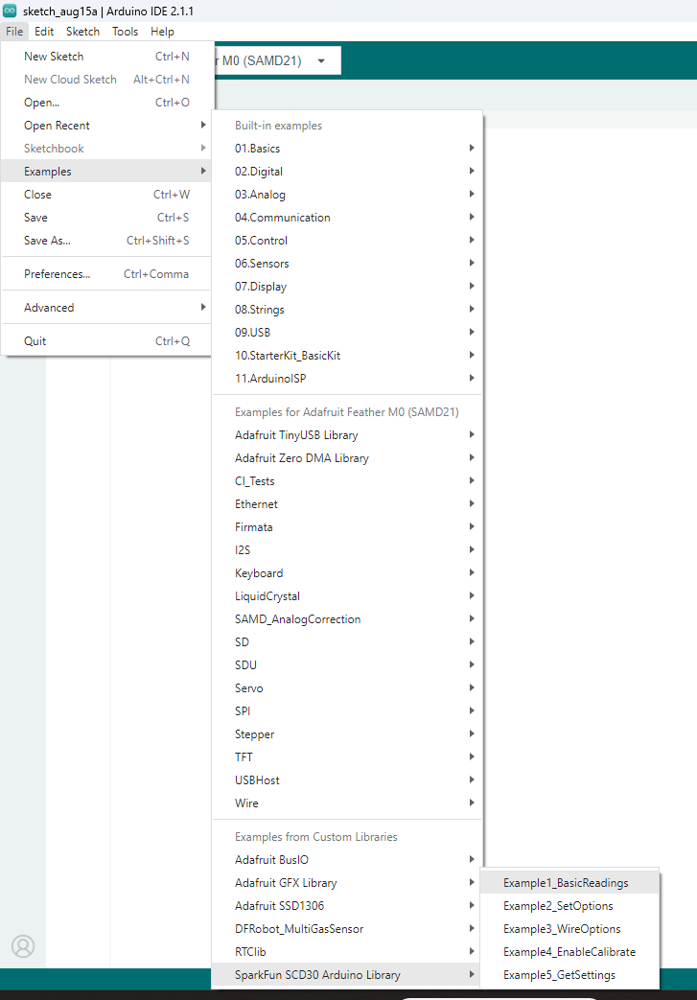 sketch_aug15a | Arduino IDE 2.1.1
File Edit Sketch Tools Help
New Sketch Ctrl+N
New Cloud Sketch Alt+Ctrl+N
Open... Ctrl+O
Open Recent
Sketchbook
Examples
Close Ctrl+W
Save Ctrl+S
Save As... Ctrl+Shift+S
Preferences... Ctrl+Comma
Advanced
Quit Ctrl+Q
r M0 (SAMD21)
Built-in examples
01.Basics
02.Digital
03.Analog
04.Communication
05.Control
06.Sensors
07.Display
08.Strings
09.USB
10.StarterKit_BasicKit
11.ArduinoISP
Examples for Adafruit Feather M0 (SAMD21)
Adafruit TinyUSB Library
Adafruit Zero DMA Library
CI_Tests
Ethernet
Firmata
I2S
Keyboard
LiquidCrystal
SAMD_AnalogCorrection
SD
SDU
Servo
SPI
Stepper
TFT
USBHost
Wire
Examples from Custom Libraries
Adafruit BusIO
Adafruit GFX Library
Adafruit SSD1306
DFRobot_MultiGasSensor
RTClib
SparkFun SCD30 Arduino Library
Example1_BasicReadings
Example2_SetOptions
Example3_WireOptions
Example4_EnableCalibrate
Example5_GetSettings